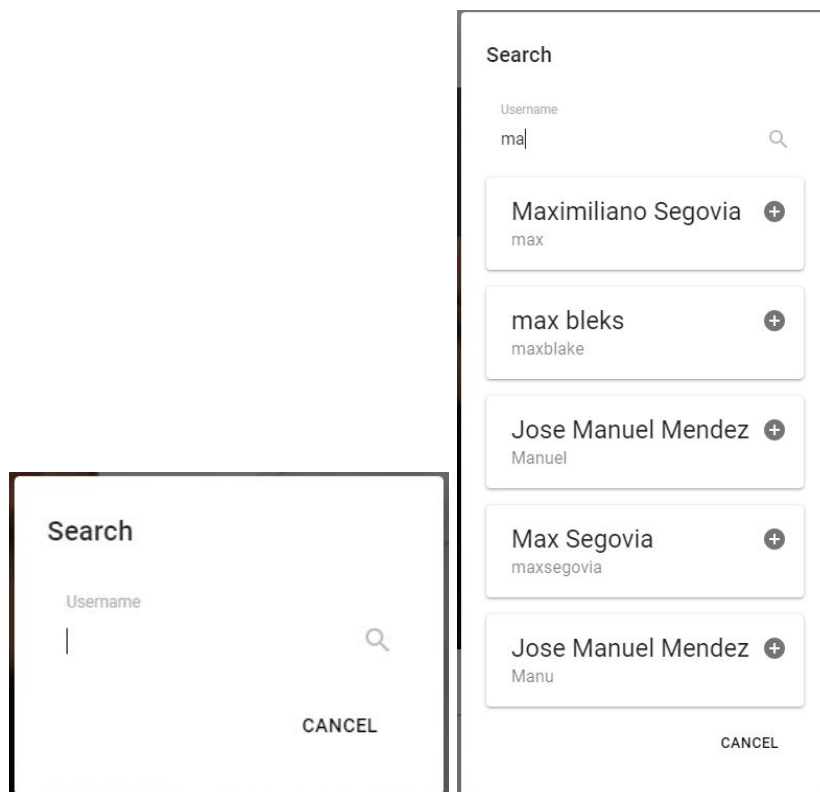 Search
Username
CANCEL
Search
Username
ma
Maximiliano Segovia
max
max bleks
maxblake
Jose Manuel Mendez
Manuel
Max Segovia
maxsegovia
Jose Manuel Mendez
Manu
CANCEL